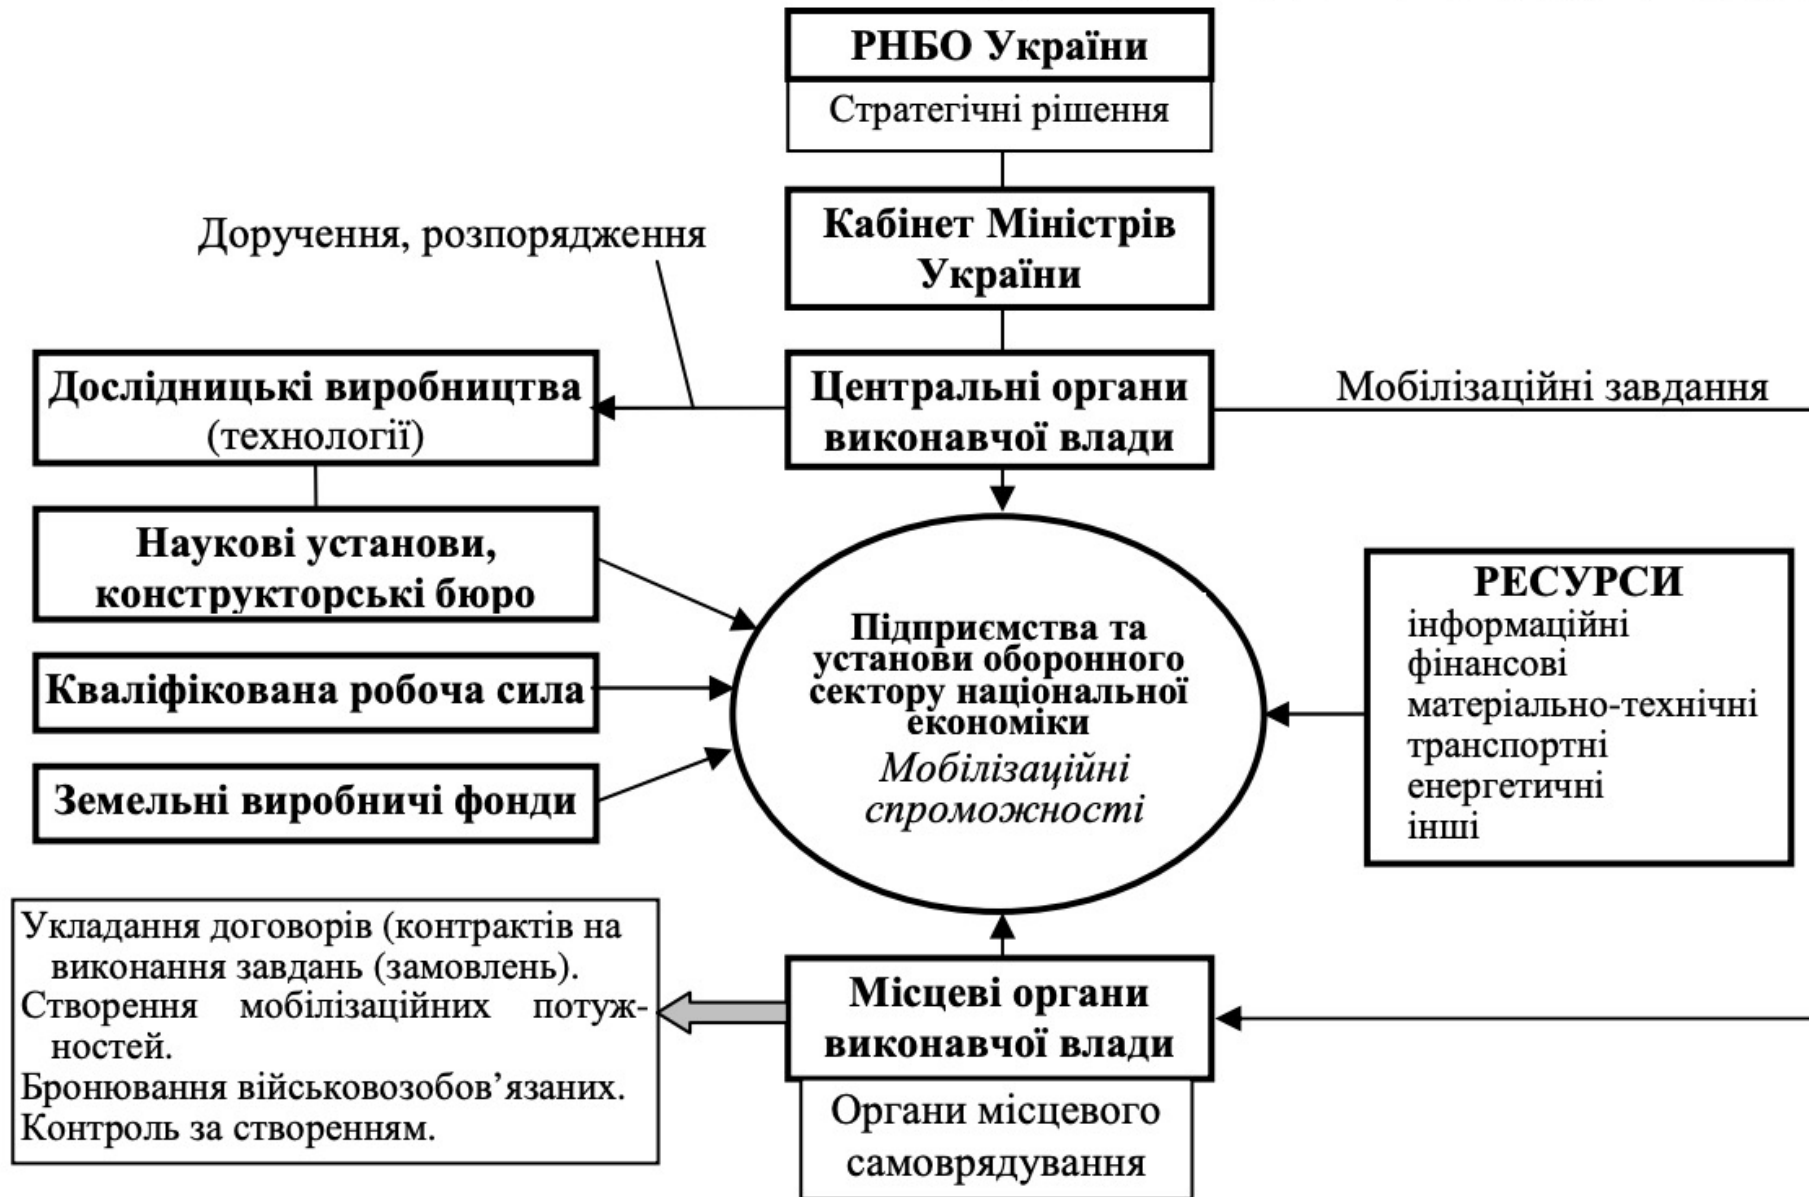 РНБО України
Стратегічні рішення
Кабінет Міністрів
України
Доручення, розпорядження
Дослідницькі виробництва
(технології)
Центральні органи
виконавчої влади
Мобілізаційні завдання
Наукові установи,
конструкторські бюро
Кваліфікована робоча сила
Земельні виробничі фонди
Підприємства та
установи оборонного
сектору національної
економіки
Мобілізаційні
спроможності
РЕСУРСИ
інформаційні
фінансові
матеріально-технічні
транспортні
енергетичні
інші
Укладання договорів (контрактів на
виконання завдань (замовлень).
Створення мобілізаційних потуж-
ностей.
Бронювання військовозобов’язаних.
Контроль за створенням.
Місцеві органи
виконавчої влади
Органи місцевого
самоврядування